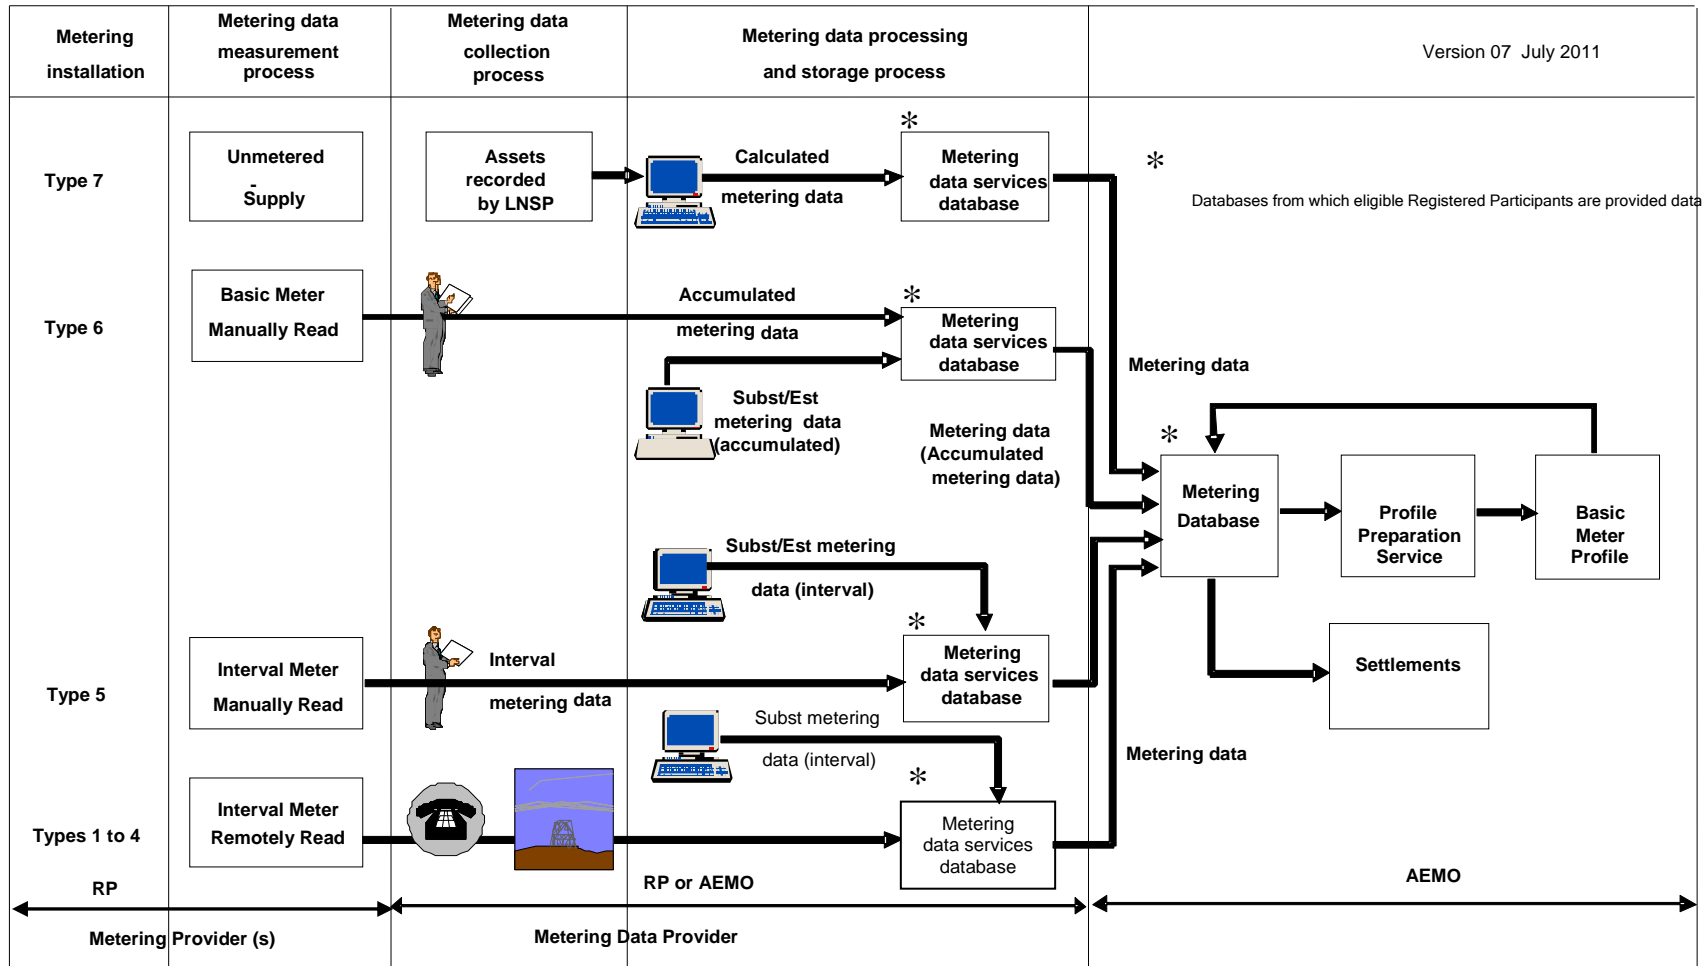 Metering
installation
Metering data
measurement
process
Metering data
collection
process
Metering data processing
and storage process
Version 07 July 2011
Type 7
Unmetered
-
Supply
Assets
recorded
by LNSP
Calculated
metering data
*
Metering
data services
database
*
Databases from which eligible Registered Participants are provided data
Type 6
Basic Meter
Manually Read
Accumulated
metering data
*
Metering
data services
database
Subst/Est
metering data
(accumulated)
Metering data
(Accumulated
metering data)
Metering data
*
Metering
Database
Profile
Preparation
Service
Basic
Meter
Profile
Settlements
Subst/Est metering
data (interval)
Type 5
Interval Meter
Manually Read
Interval
metering data
*
Metering
data services
database
Subst metering
data (interval)
Metering data
Types 1 to 4
Interval Meter
Remotely Read
*
Metering
data services
database
RP
RP or AEMO
AEMO
Metering Provider (s)
Metering Data Provider